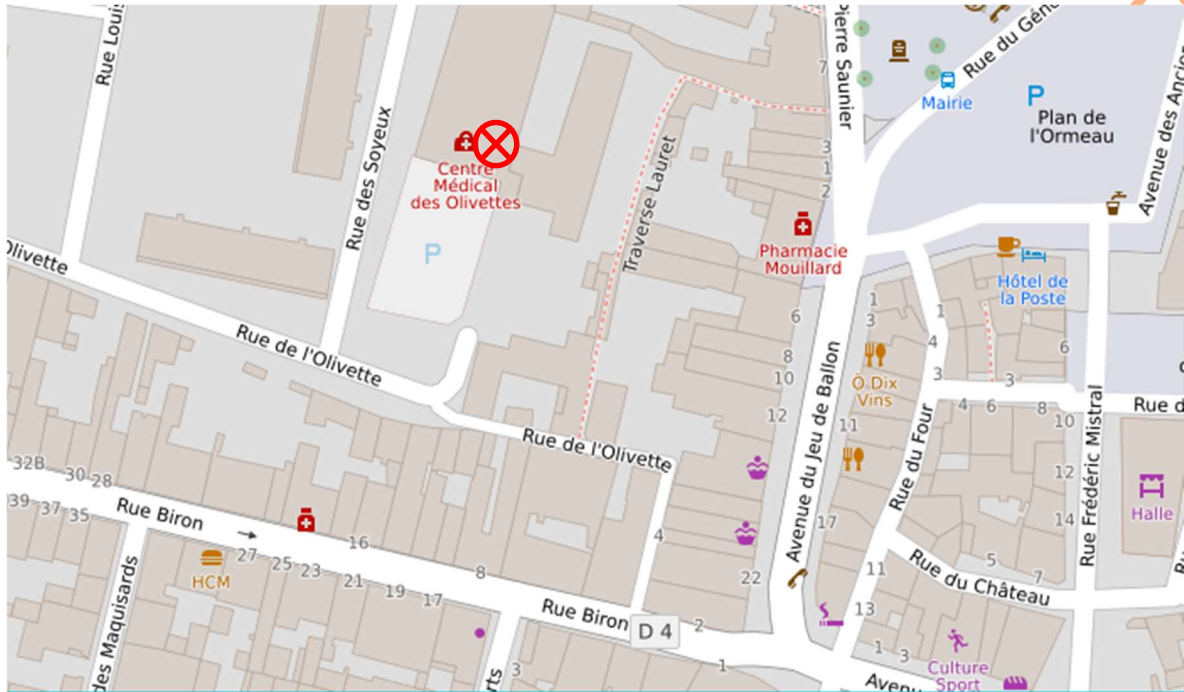 Rue Louis
Pierre Saunier
7
Rue du Géné
Mairie
P
Plan de
l'Ormeau
Avenue des Ancien
Rue des Soyeux
Centre
Médical
des Olivettes
P
Traverse Lauret
3
1
2
Pharmacie
Mouillard
Hôtel de
la Poste
Olivette
Rue de l'Olivette
6
8
10
12
1
3
Ô Dix
Vins
11
17
1
4
3
3
4
6
8
6
10
12
14
Rue d
Avenue du Jeu de Ballon
Rue du Four
Rue Frédéric Mistral
Halle
Rue de l'Olivette
32B
30
28
39
37
35
Rue Biron
HCM
27
25
23
21
19
17
16
8
4
22
Rue Biron
D 4
2
1
3
des Maquisards
rts
11
13
1
3
5
7
Rue du Château
Culture
Sport
Avenu